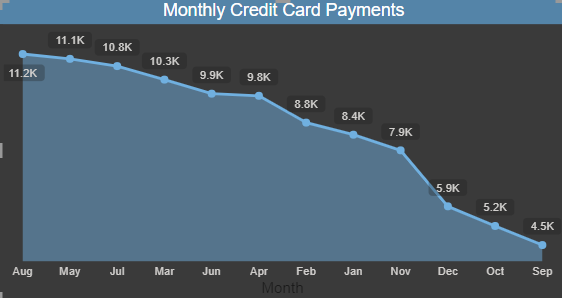 Monthly Credit Card Payments
11.2K 11.1K 10.8K 10.3K 9.9K 9.8K 8.8K 8.4K 7.9K 5.9K 5.2K 4.5K
Aug May Jul Mar Jun Apr Feb Jan Nov Dec Oct Sep
Month